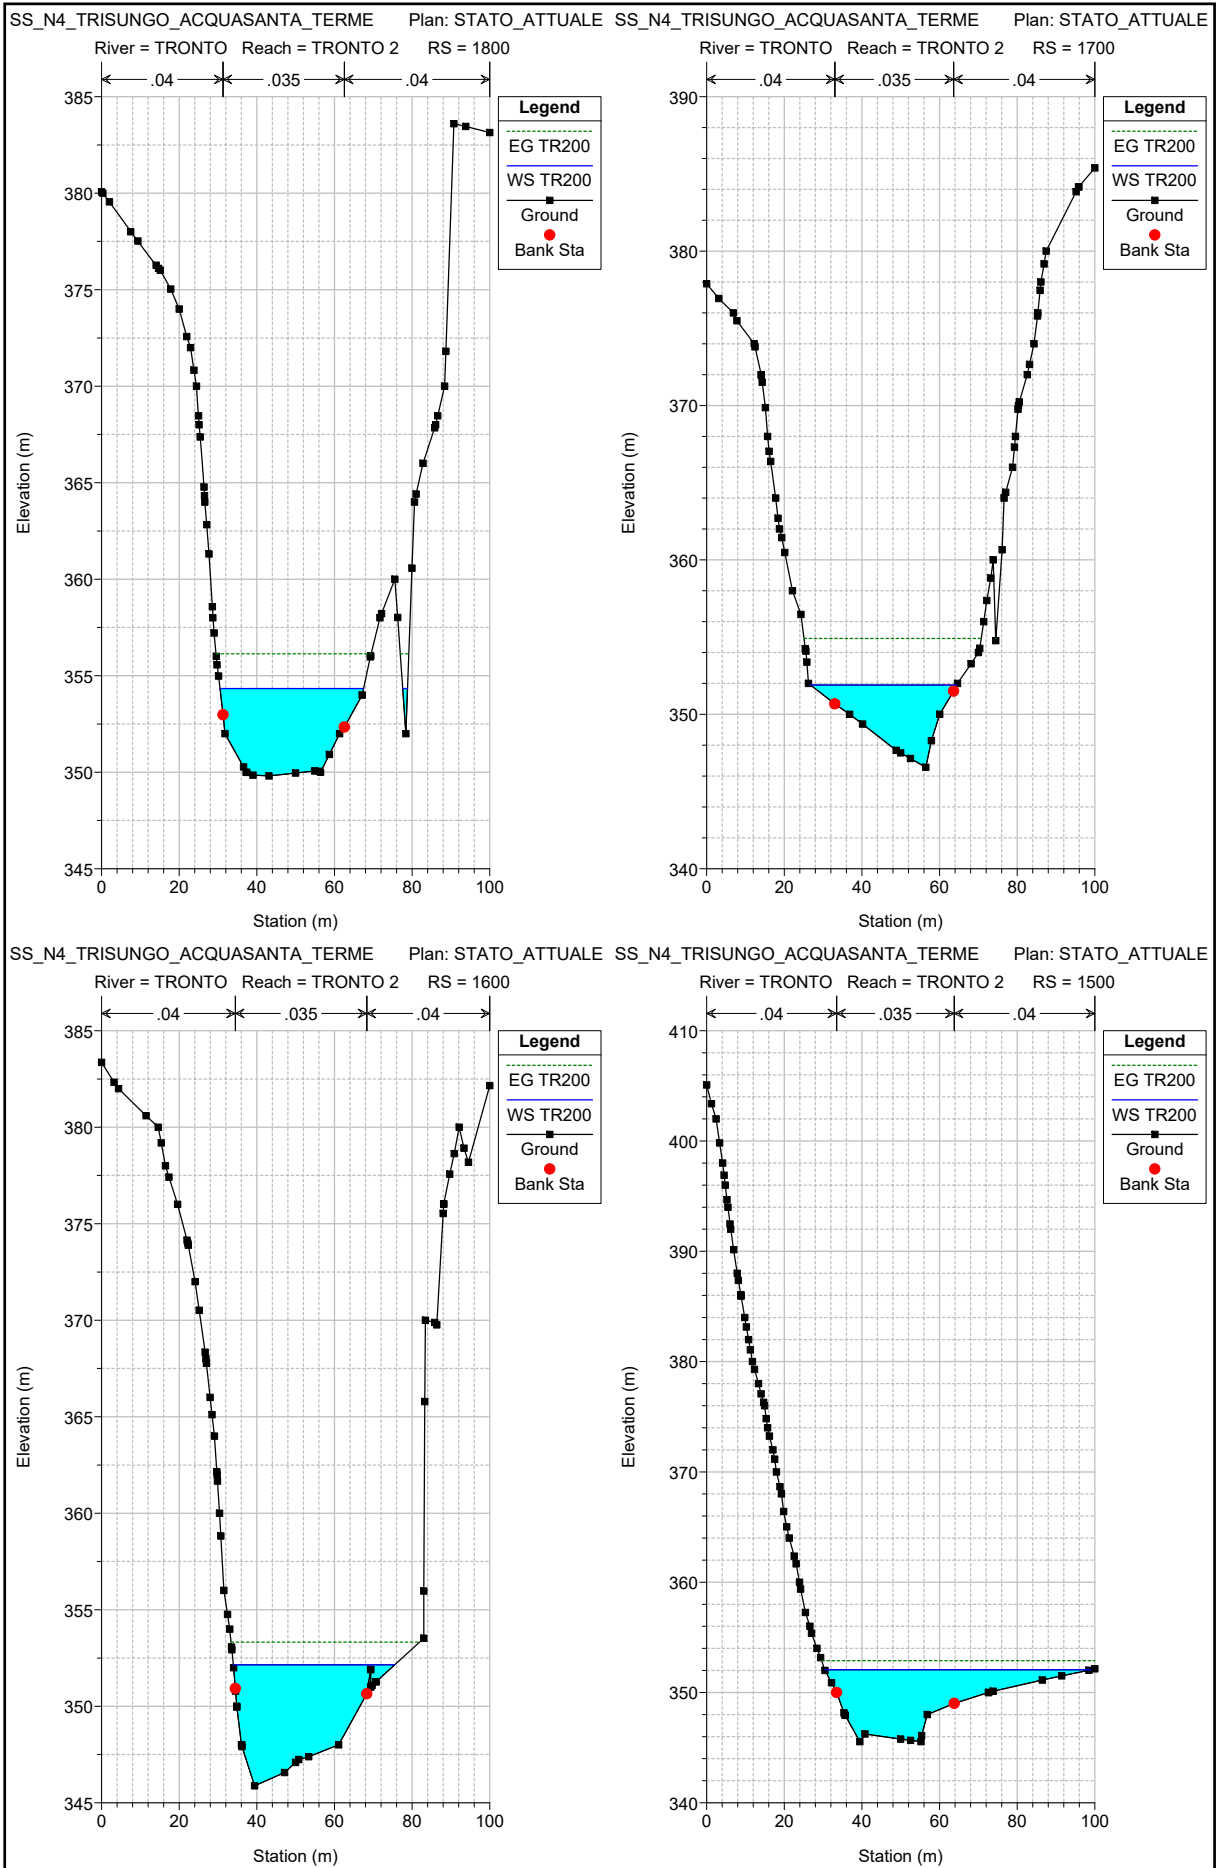 SS_N4_TRISUNGO_ACQUASANTA_TERME Plan: STATO_ATTUALE
River = TRONTO Reach = TRONTO 2 RS = 1800
.04 .035 .04
Legend
EG TR200
WS TR200
Ground
Bank Sta
385
380
375
370
365
360
355
350
345
Elevation (m)
0 20 40 60 80 100
Station (m)
SS_N4_TRISUNGO_ACQUASANTA_TERME Plan: STATO_ATTUALE
River = TRONTO Reach = TRONTO 2 RS = 1700
.04 .035 .04
Legend
EG TR200
WS TR200
Ground
Bank Sta
390
380
370
360
350
340
Elevation (m)
0 20 40 60 80 100
Station (m)
SS_N4_TRISUNGO_ACQUASANTA_TERME Plan: STATO_ATTUALE
River = TRONTO Reach = TRONTO 2 RS = 1600
.04 .035 .04
Legend
EG TR200
WS TR200
Ground
Bank Sta
385
380
375
370
365
360
355
350
345
Elevation (m)
0 20 40 60 80 100
Station (m)
SS_N4_TRISUNGO_ACQUASANTA_TERME Plan: STATO_ATTUALE
River = TRONTO Reach = TRONTO 2 RS = 1500
.04 .035 .04
Legend
EG TR200
WS TR200
Ground
Bank Sta
410
400
390
380
370
360
350
340
Elevation (m)
0 20 40 60 80 100
Station (m)